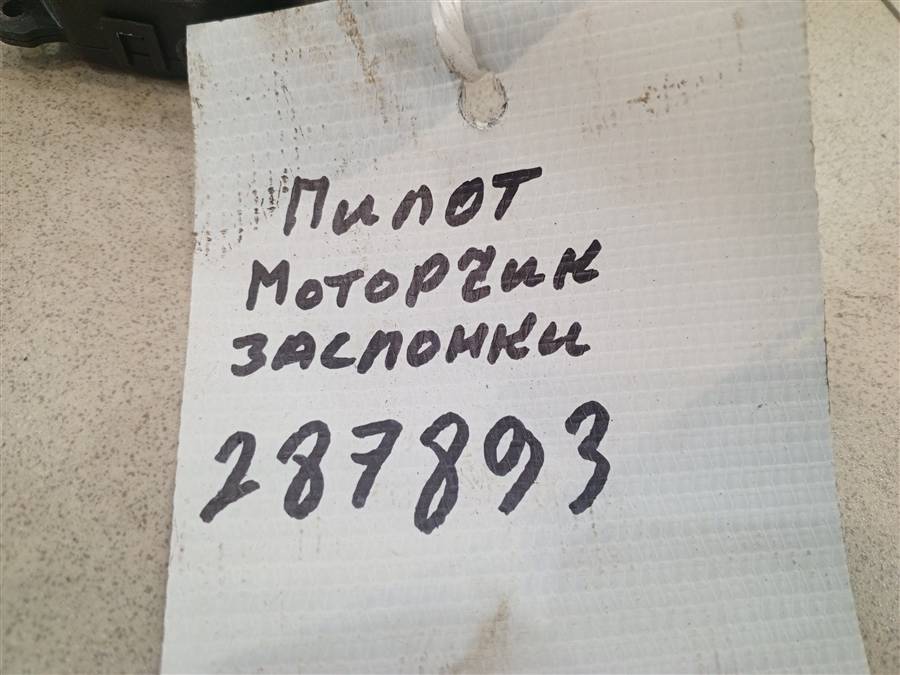 Пилот
Моторчик
заслонки
287893